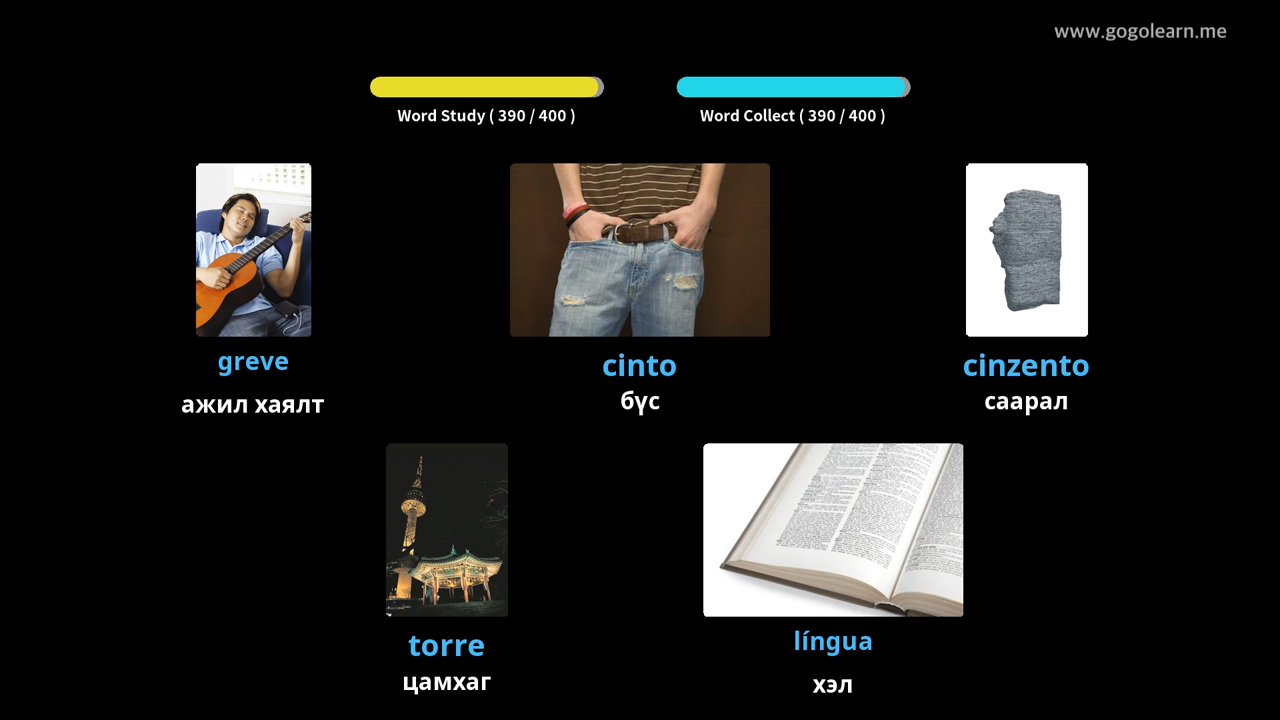 www.gogolearn.me
Word Study ( 390 / 400 )
Word Collect ( 390 / 400 )
greve
ажил хаялт
cinto
бүс
cinzento
саарал
torre
цамхаг
língua
хэл